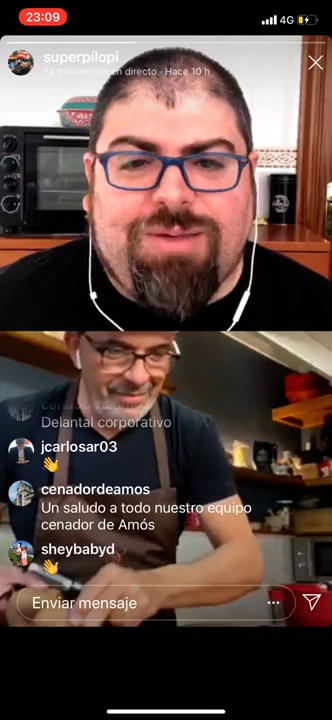 23:09
4G
superpilopi
ha transmitido en directo · Hace 10 h
Delantal corporativo
jcarlosar03
👋
cenadordeamos
Un saludo a todo nuestro equipo
cenador de Amós
sheybabyd
👋
Enviar mensaje